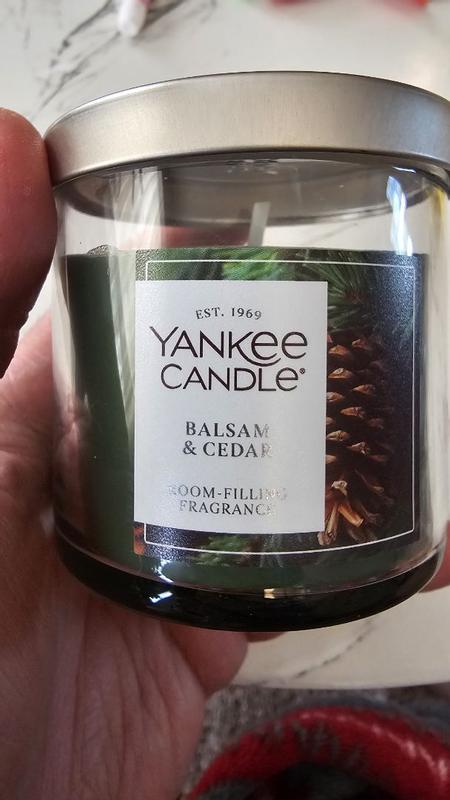 EST. 1969
YANKEE
CANDLE®
BALSAM
& CEDAR
ROOM-FILLING
FRAGRANCE